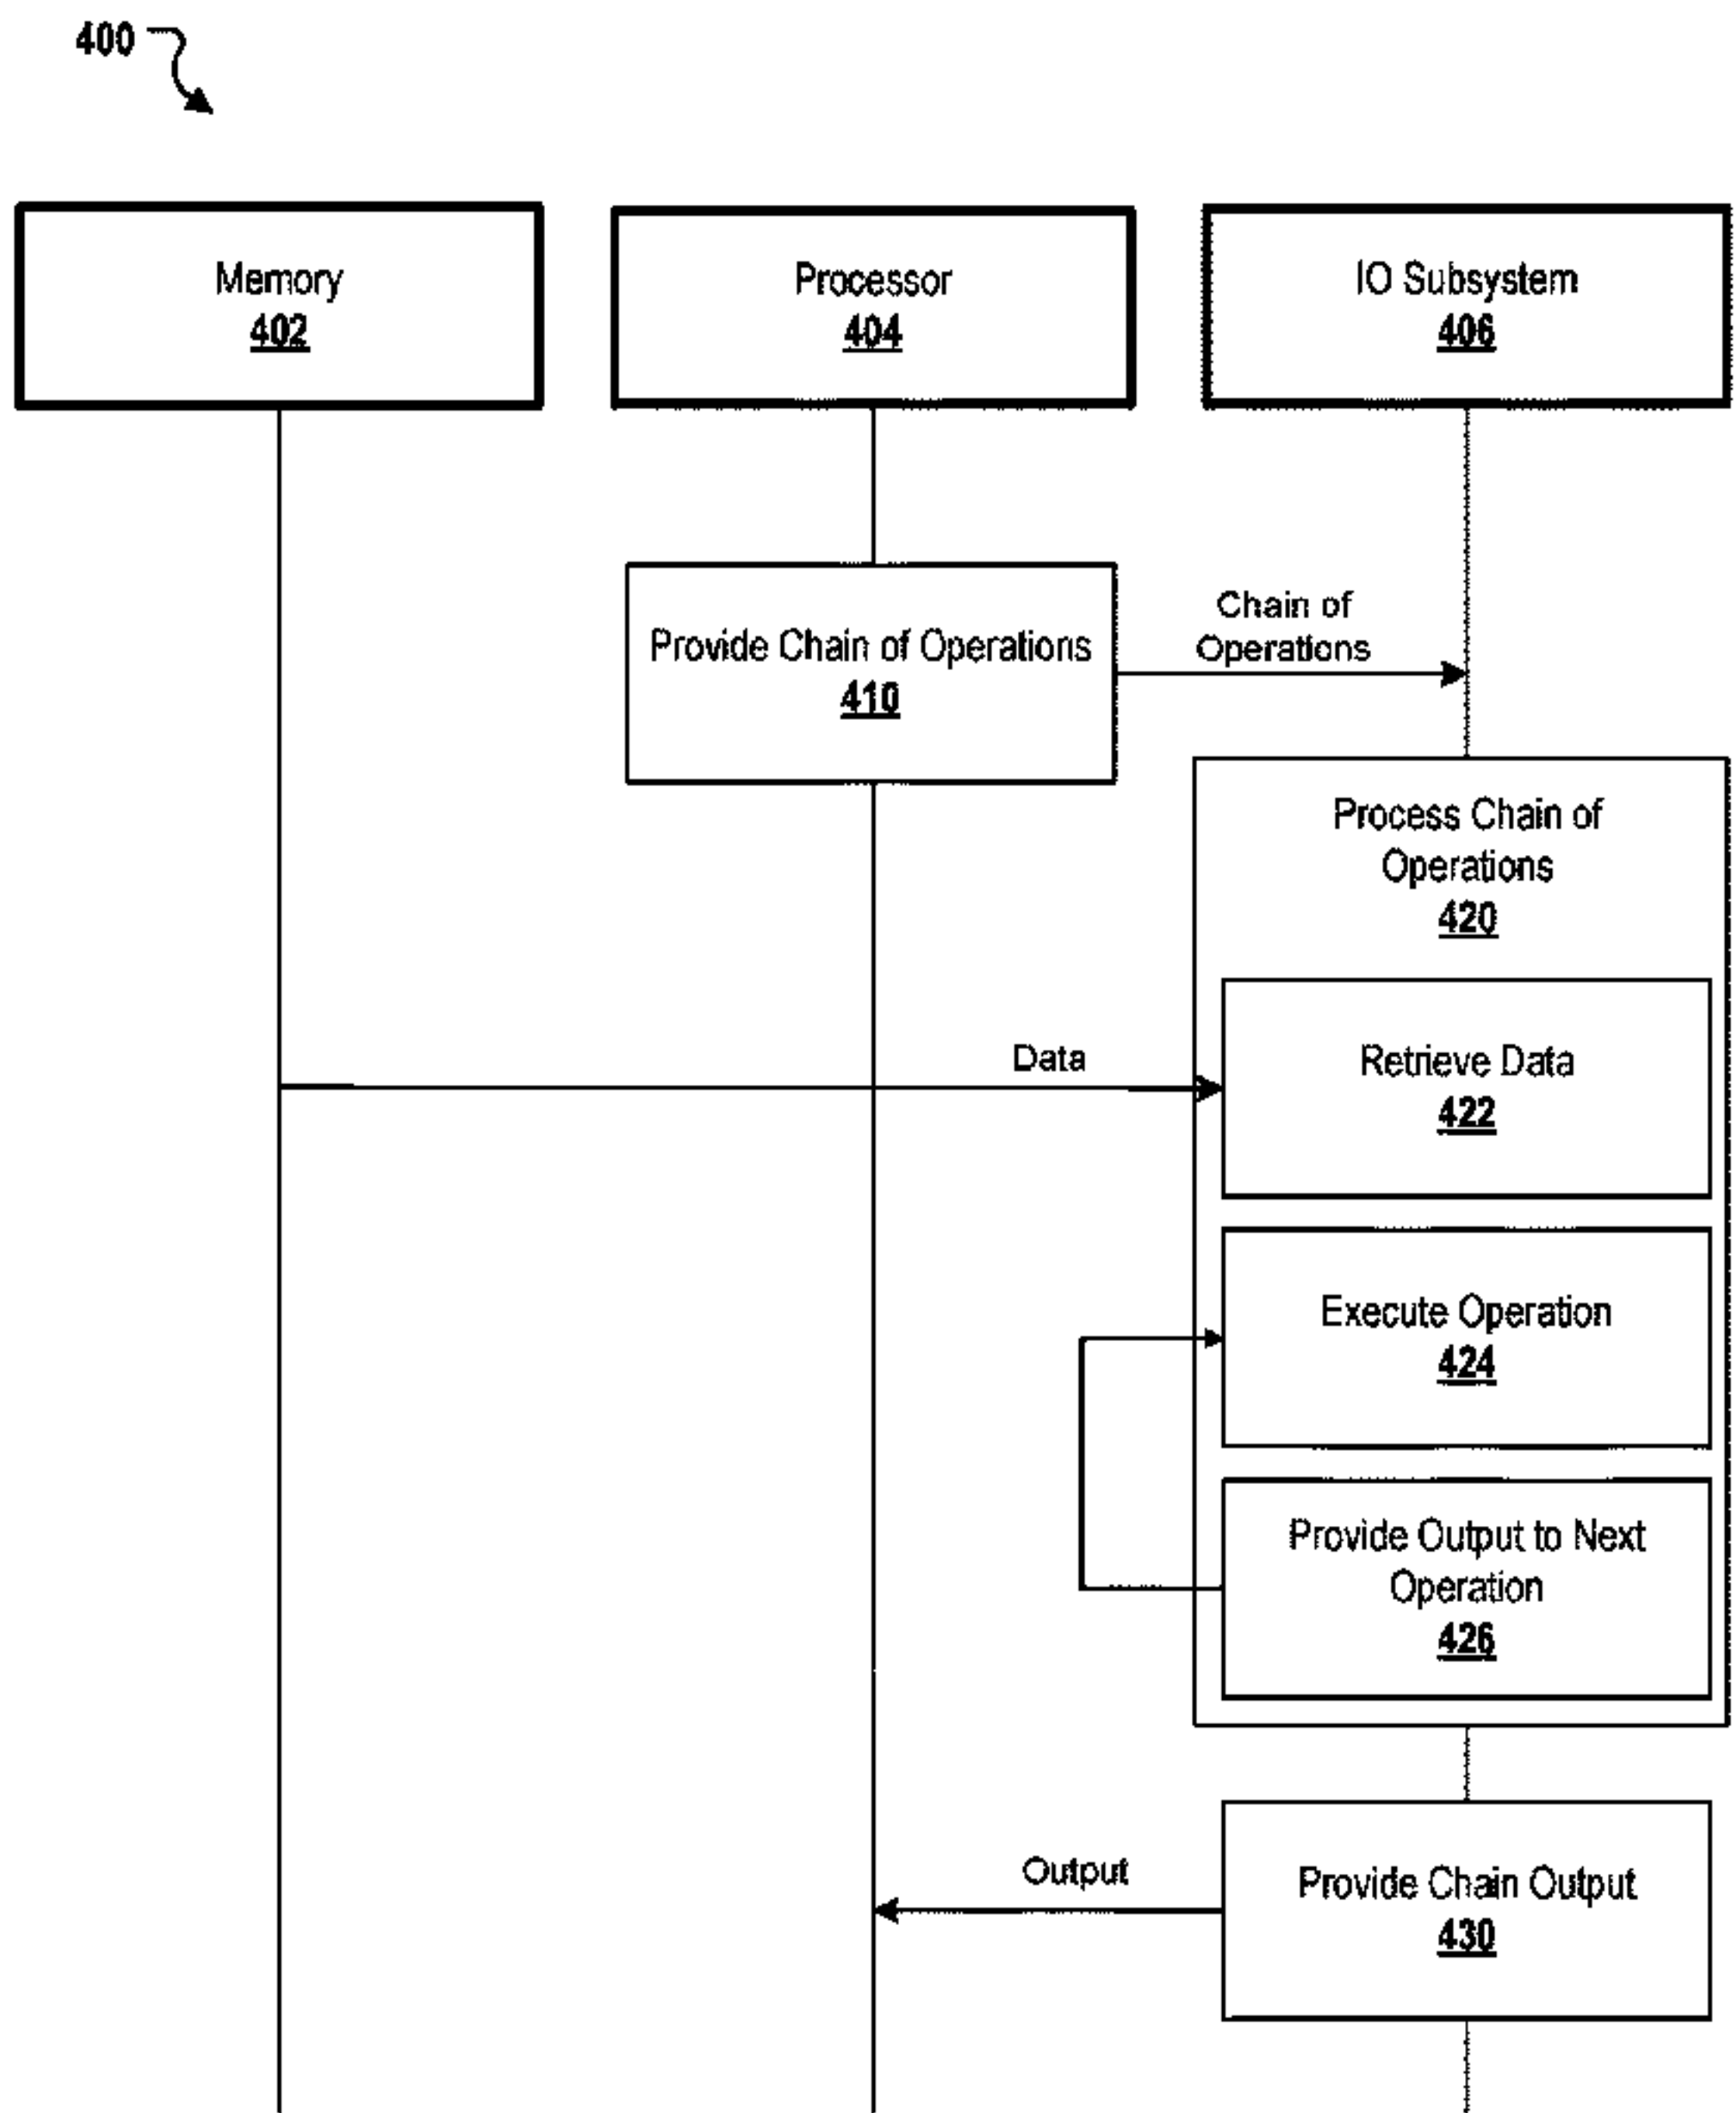 400
Memory
402
Processor
404
IO Subsystem
406
Provide Chain of Operations
410
Chain of
Operations
Process Chain of
Operations
420
Data
Retrieve Data
422
Execute Operation
424
Provide Output to Next
Operation
426
Output
Provide Chain Output
430